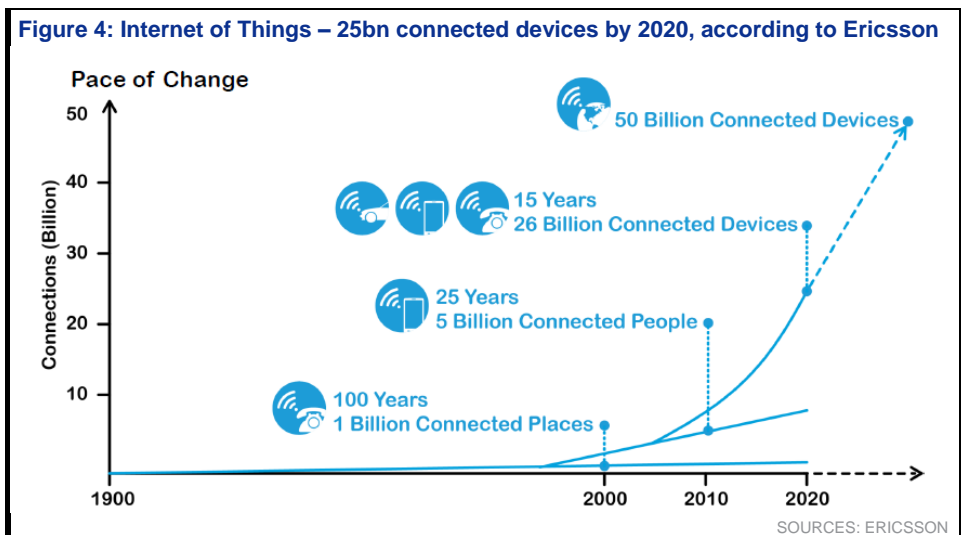 Figure 4: Internet of Things – 25bn connected devices by 2020, according to Ericsson
Pace of Change
50
40
30
20
10
Connections (Billion)
50 Billion Connected Devices
15 Years
26 Billion Connected Devices
25 Years
5 Billion Connected People
100 Years
1 Billion Connected Places
1900
2000
2010
2020
SOURCES: ERICSSON